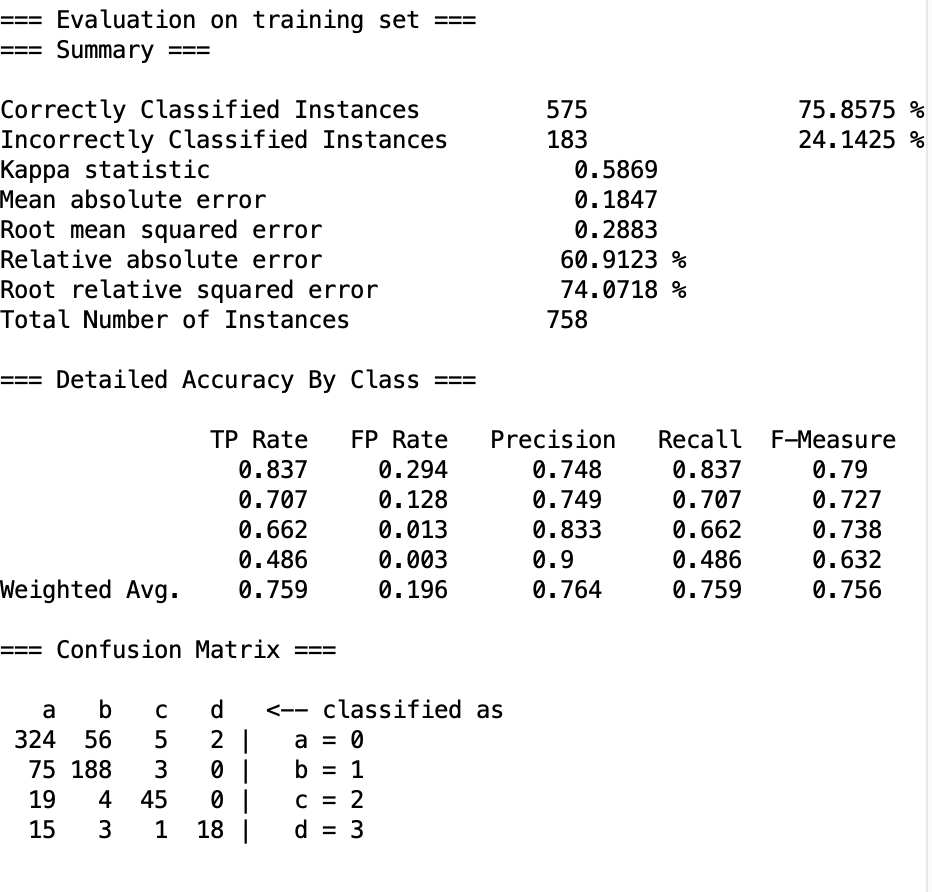 === Evaluation on training set ===
=== Summary ===

Correctly Classified Instances         575               75.8575 %
Incorrectly Classified Instances       183               24.1425 %
Kappa statistic                          0.5869
Mean absolute error                      0.1847
Root mean squared error                  0.2883
Relative absolute error                 60.9123 %
Root relative squared error             74.0718 %
Total Number of Instances              758

=== Detailed Accuracy By Class ===

               TP Rate   FP Rate   Precision   Recall  F-Measure
                 0.837     0.294      0.748     0.837     0.79
                 0.707     0.128      0.749     0.707     0.727
                 0.662     0.013      0.833     0.662     0.738
                 0.486     0.003      0.9       0.486     0.632
Weighted Avg.    0.759     0.196      0.764     0.759     0.756

=== Confusion Matrix ===

   a   b   c   d   <-- classified as
 324  56   5   2 |   a = 0
  75 188   3   0 |   b = 1
  19   4  45   0 |   c = 2
  15   3   1  18 |   d = 3